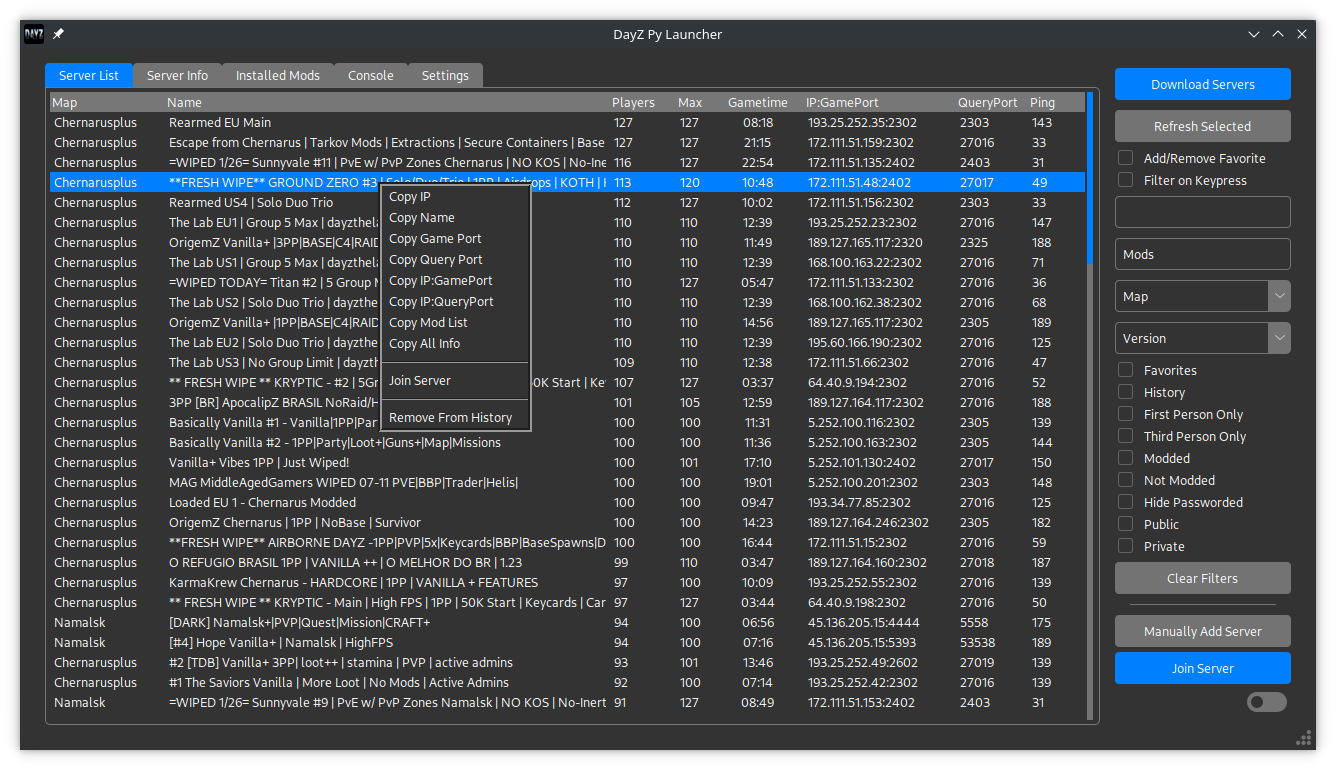 DAYZ
DayZ Py Launcher
Server List Server Info Installed Mods Console Settings
Map Name Players Max Gametime IP:GamePort QueryPort Ping
Chernarusplus Rearmed EU Main 127 127 08:18 193.25.252.35:2302 2303 143
Chernarusplus Escape from Chernarus | Tarkov Mods | Extractions | Secure Containers | Base 127 127 21:15 172.111.51.159:2302 27016 33
Chernarusplus =WIPED 1/26= Sunnyvale #11 | PvE w/ PvP Zones Chernarus | NO KOS | No-Iner 116 127 22:54 172.111.51.135:2402 2403 31
Chernarusplus **FRESH WIPE** GROUND ZERO #3 | Solo/Duo/Trio | 1PP | Airdrops | KOTH | 113 120 10:48 172.111.51.48:2402 27017 49
Chernarusplus Rearmed US4 | Solo Duo Trio 112 127 10:02 172.111.51.156:2302 2303 33
Chernarusplus The Lab EU1 | Group 5 Max | dayzthela 110 110 12:39 193.25.252.23:2302 27016 147
Chernarusplus OrigemZ Vanilla+ |3PP|BASE|C4|RAID 110 110 11:49 189.127.165.117:2320 2325 188
Chernarusplus The Lab US1 | Group 5 Max | dayzthela 110 110 12:39 168.100.163.22:2302 27016 71
Chernarusplus =WIPED TODAY= Titan #2 | 5 Group M 110 127 05:47 172.111.51.133:2302 27016 36
Chernarusplus The Lab US2 | Solo Duo Trio | dayzthe 110 110 12:39 168.100.162.38:2302 27016 68
Chernarusplus OrigemZ Vanilla+ |1PP|BASE|C4|RAID 110 110 14:56 189.127.165.117:2302 2305 189
Chernarusplus The Lab EU2 | Solo Duo Trio | dayzthe 110 110 12:39 195.60.166.190:2302 27016 125
Chernarusplus The Lab US3 | No Group Limit | dayzth 109 110 12:38 172.111.51.66:2302 27016 47
Chernarusplus ** FRESH WIPE ** KRYPTIC - #2 | 5Gr 50K Start | Key 107 127 03:37 64.40.9.194:2302 27016 52
Chernarusplus 3PP [BR] ApocalipZ BRASIL NoRaid/H 101 105 12:59 189.127.164.117:2302 27016 188
Chernarusplus Basically Vanilla #1 - Vanilla|1PP|Par 100 100 11:31 5.252.100.116:2302 2305 139
Chernarusplus Basically Vanilla #2 - 1PP|Party|Loot+|Guns+|Map|Missions 100 100 11:36 5.252.100.163:2302 2305 144
Chernarusplus Vanilla+ Vibes 1PP | Just Wiped! 100 101 17:10 5.252.101.130:2402 27017 150
Chernarusplus MAG MiddleAgedGamers WIPED 07-11 PVE|BBP|Trader|Helis| 100 100 19:01 5.252.100.201:2302 2303 148
Chernarusplus Loaded EU 1 - Chernarus Modded 100 100 09:47 193.34.77.85:2302 27016 125
Chernarusplus OrigemZ Chernarus | 1PP | NoBase | Survivor 100 100 14:23 189.127.164.246:2302 2305 182
Chernarusplus **FRESH WIPE** AIRBORNE DAYZ -1PP|PVP|5x|Keycards|BBP|BaseSpawns|D 100 100 16:44 172.111.51.15:2302 27016 59
Chernarusplus O REFUGIO BRASIL 1PP | VANILLA ++ | O MELHOR DO BR | 1.23 99 110 03:47 189.127.164.160:2302 27018 187
Chernarusplus KarmaKrew Chernarus - HARDCORE | 1PP | VANILLA + FEATURES 97 100 10:09 193.25.252.55:2302 27016 139
Chernarusplus ** FRESH WIPE ** KRYPTIC - Main | High FPS | 1PP | 50K Start | Keycards | Car 97 127 03:44 64.40.9.198:2302 27016 50
Namalsk [DARK] Namalsk+|PVP|Quest|Mission|CRAFT+ 94 100 06:56 45.136.205.15:4444 5558 175
Namalsk [#4] Hope Vanilla+ | Namalsk | HighFPS 94 100 07:16 45.136.205.15:5393 53538 189
Chernarusplus #2 [TDB] Vanilla+ 3PP| loot++ | stamina | PVP | active admins 93 101 13:46 193.25.252.49:2602 27019 139
Chernarusplus #1 The Saviors Vanilla | More Loot | No Mods | Active Admins 92 100 07:14 193.25.252.42:2302 27016 139
Namalsk =WIPED 1/26= Sunnyvale #9 | PvE w/ PvP Zones Namalsk | NO KOS | No-Inert 91 127 08:49 172.111.51.153:2402 2403 31
Copy IP
Copy Name
Copy Game Port
Copy Query Port
Copy IP:GamePort
Copy IP:QueryPort
Copy Mod List
Copy All Info
Join Server
Remove From History
Download Servers
Refresh Selected
Add/Remove Favorite
Filter on Keypress
Mods
Map
Version
Favorites
History
First Person Only
Third Person Only
Modded
Not Modded
Hide Passworded
Public
Private
Clear Filters
Manually Add Server
Join Server